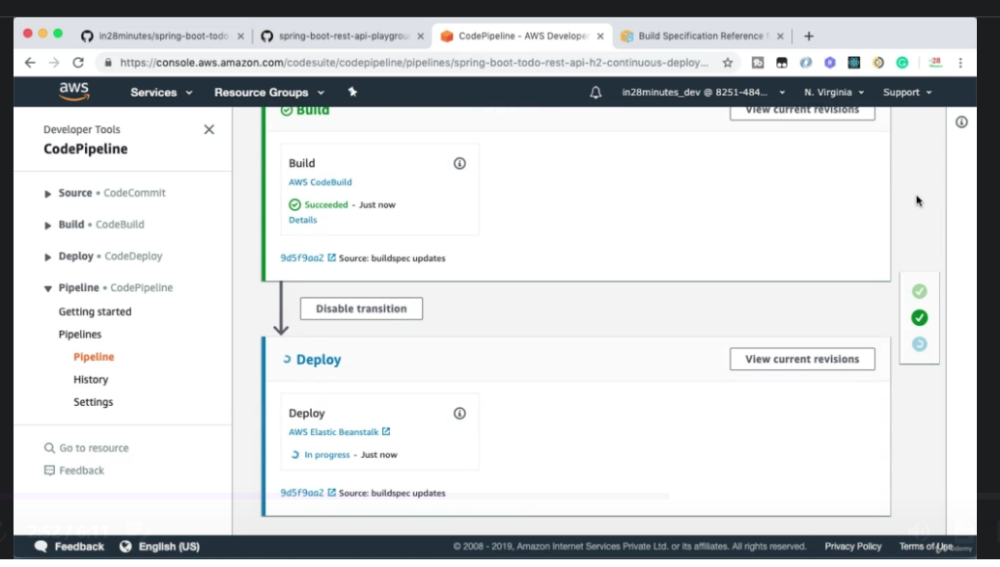 in28minutes/spring-boot-todo
spring-boot-rest-api-playgrour
CodePipeline - AWS Developer
Build Specification Reference
https://console.aws.amazon.com/codesuite/codepipeline/pipelines/spring-boot-todo-rest-api-h2-continuous-deploy...
aws
Services
Resource Groups
in28minutes_dev @ 8251-484...
N. Virginia
Support
Developer Tools
CodePipeline
Source • CodeCommit
Build • CodeBuild
Deploy • CodeDeploy
Pipeline • CodePipeline
Getting started
Pipelines
Pipeline
History
Settings
Go to resource
Feedback
Build
View current revisions
Build
AWS CodeBuild
Succeeded - Just now
Details
9d5f9aa2 Source: buildspec updates
Disable transition
Deploy
View current revisions
Deploy
AWS Elastic Beanstalk
In progress - Just now
9d5f9aa2 Source: buildspec updates
Feedback
English (US)
© 2008 - 2019, Amazon Internet Services Private Ltd. or its affiliates. All rights reserved.
Privacy Policy
Terms of Use